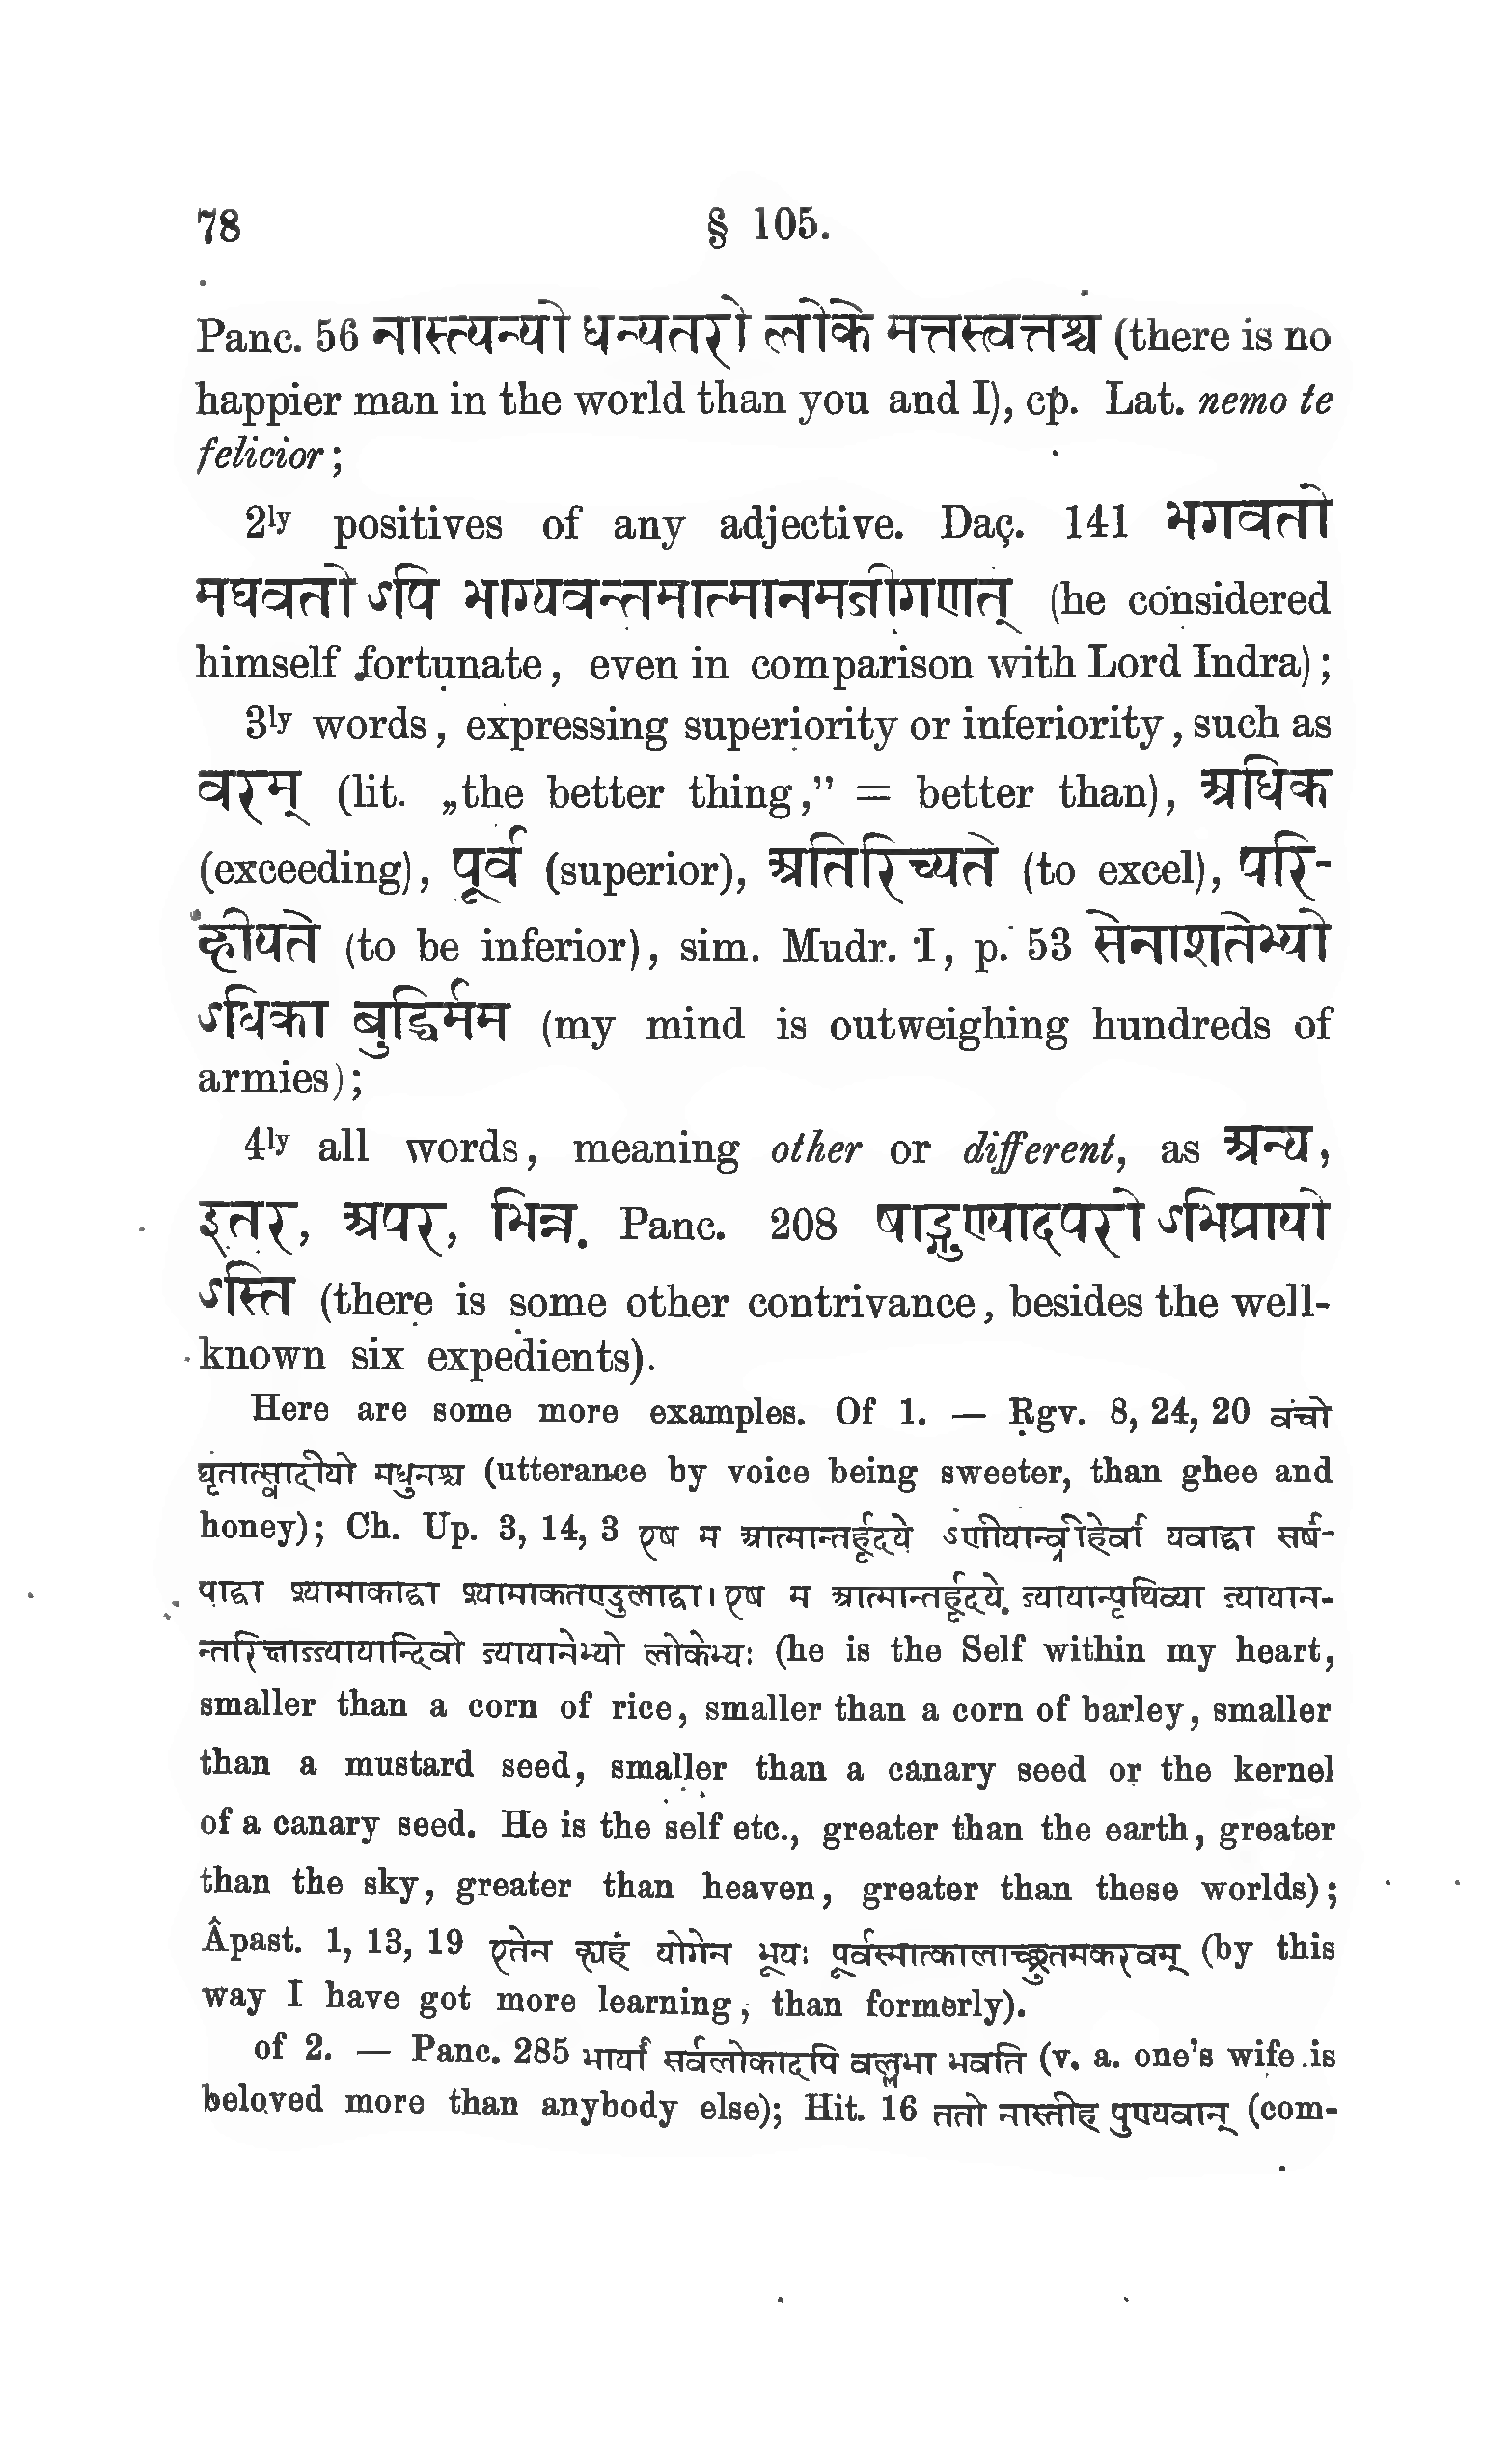 78 § 105.
Panc. 56 नास्त्यन्यो धन्यतरो लोके मत्तस्त्वत्तश्च (there is no
happier man in the world than you and I), cp. Lat. nemo te
felicior;
2ly positives of any adjective. Daç. 141 भगवतो
मघवतो ऽपि भाग्यवन्तमात्मानमजीगणत् (he considered
himself fortunate, even in comparison with Lord Indra);
3ly words, expressing superiority or inferiority, such as
वरम् (lit. „the better thing,” = better than), अधिक
(exceeding), पूर्व (superior), अतिरिच्यते (to excel), परि-
हीयते (to be inferior), sim. Mudr. I, p. 53 सेनाशतेभ्यो
ऽधिका बुद्धिर्मम (my mind is outweighing hundreds of
armies);
4ly all words, meaning other or different, as अन्य,
इतर, अपर, भिन्न. Panc. 208 षाड्गुण्यादपरो ऽभिप्रायो
ऽस्ति (there is some other contrivance, besides the well-
known six expedients).
Here are some more examples. Of 1. — Ṛgv. 8, 24, 20 वचो
घृतात्स्वादीयो मधुनश्च (utterance by voice being sweeter, than ghee and
honey); Ch. Up. 3, 14, 3 एष म आत्मान्तर्हृदये ऽणीयान्व्रीहेर्वा यवाद्वा सर्ष-
पाद्वा श्यामाकाद्वा श्यामाकतण्डुलाद्वा। एष म आत्मान्तर्हृदये ज्यायान्पृथिव्या ज्यायान-
न्तरिक्षाज्ज्यायान्दिवो ज्यायानेभ्यो लोकेभ्यः (he is the Self within my heart,
smaller than a corn of rice, smaller than a corn of barley, smaller
than a mustard seed, smaller than a canary seed or the kernel
of a canary seed. He is the self etc., greater than the earth, greater
than the sky, greater than heaven, greater than these worlds);
Âpast. 1, 13, 19 एतेन ह्यहं योगेन भूयः पूर्वस्मात्कालाच्छ्रुतमकरवम् (by this
way I have got more learning, than formerly).
of 2. — Panc. 285 भार्या सर्वलोकादपि वल्लभा भवति (v. a. one's wife is
beloved more than anybody else); Hit. 16 ततो नास्तीह पुण्यवान् (com-